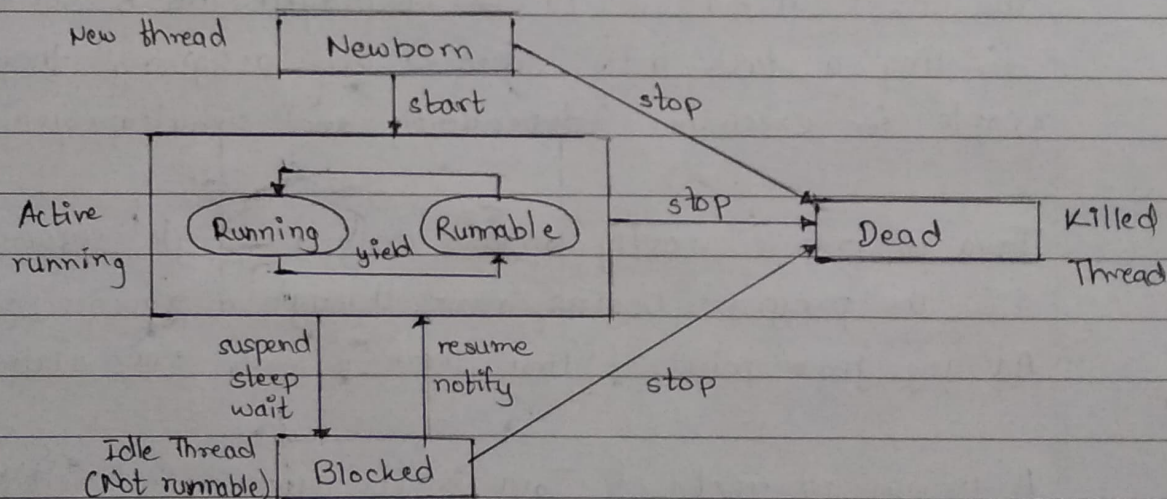 New thread
Newborn
start
stop
Active
running
Running
yield
Runnable
stop
Dead
Killed
Thread
suspend
sleep
wait
resume
notify
stop
Idle Thread
(Not runnable)
Blocked